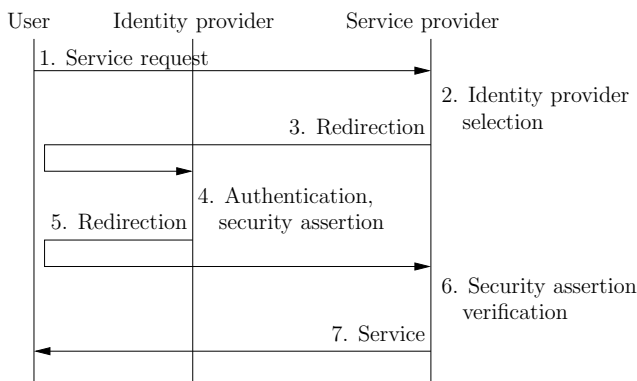 User
Identity provider
Service provider
1. Service request
2. Identity provider
selection
3. Redirection
4. Authentication,
security assertion
5. Redirection
6. Security assertion
verification
7. Service